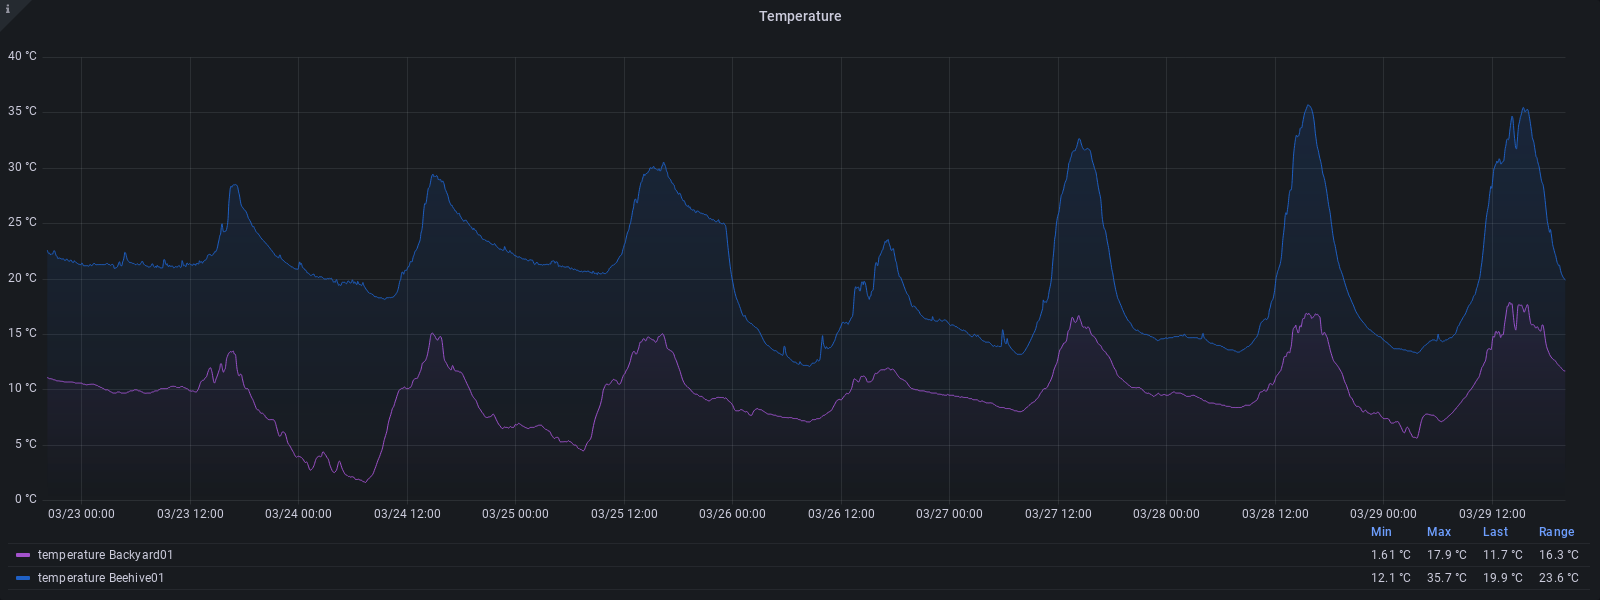 i
Temperature
40 °C
35 °C
30 °C
25 °C
20 °C
15 °C
10 °C
5 °C
0 °C
03/23 00:00 03/23 12:00 03/24 00:00 03/24 12:00 03/25 00:00 03/25 12:00 03/26 00:00 03/26 12:00 03/27 00:00 03/27 12:00 03/28 00:00 03/28 12:00 03/29 00:00 03/29 12:00
Min Max Last Range
temperature Backyard01 1.61 °C 17.9 °C 11.7 °C 16.3 °C
temperature Beehive01 12.1 °C 35.7 °C 19.9 °C 23.6 °C